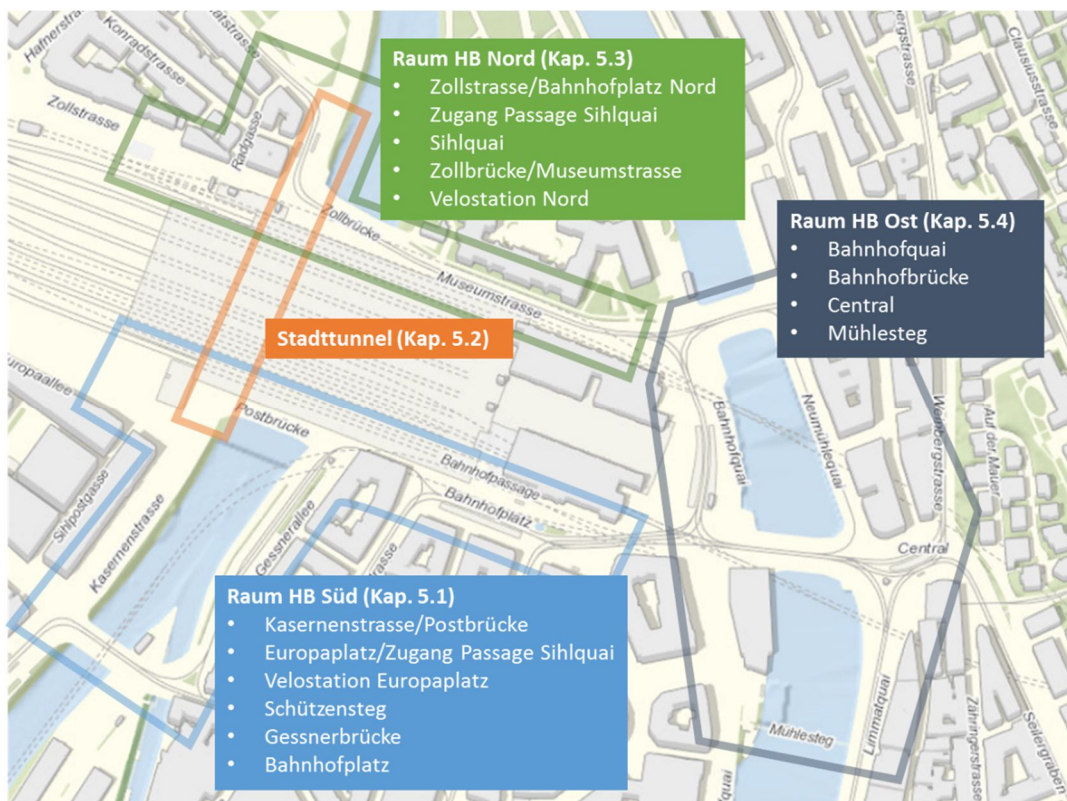 Hafnerstrasse
Konradstrasse
Zollstrasse
Radgasse
Raum HB Nord (Kap. 5.3)
• Zollstrasse/Bahnhofplatz Nord
• Zugang Passage Sihlquai
• Sihlquai
• Zollbrücke/Museumstrasse
• Velostation Nord
Clausiusstrasse
Raum HB Ost (Kap. 5.4)
• Bahnhofquai
• Bahnhofbrücke
• Central
• Mühlesteg
Zollbrücke
Museumstrasse
Stadttunnel (Kap. 5.2)
Postbrücke
Bahnhofpassage
Bahnhofplatz
Bahnhofquai
Neumühlequai
Weinbergstrasse
Auf der Mauer
Central
Sihlpostgasse
Kasernenstrasse
Gessnerallee
Raum HB Süd (Kap. 5.1)
• Kasernenstrasse/Postbrücke
• Europaplatz/Zugang Passage Sihlquai
• Velostation Europaplatz
• Schützensteg
• Gessnerbrücke
• Bahnhofplatz
Mühlesteg
Limmatquai
Zähringerstrasse
Seilergraben